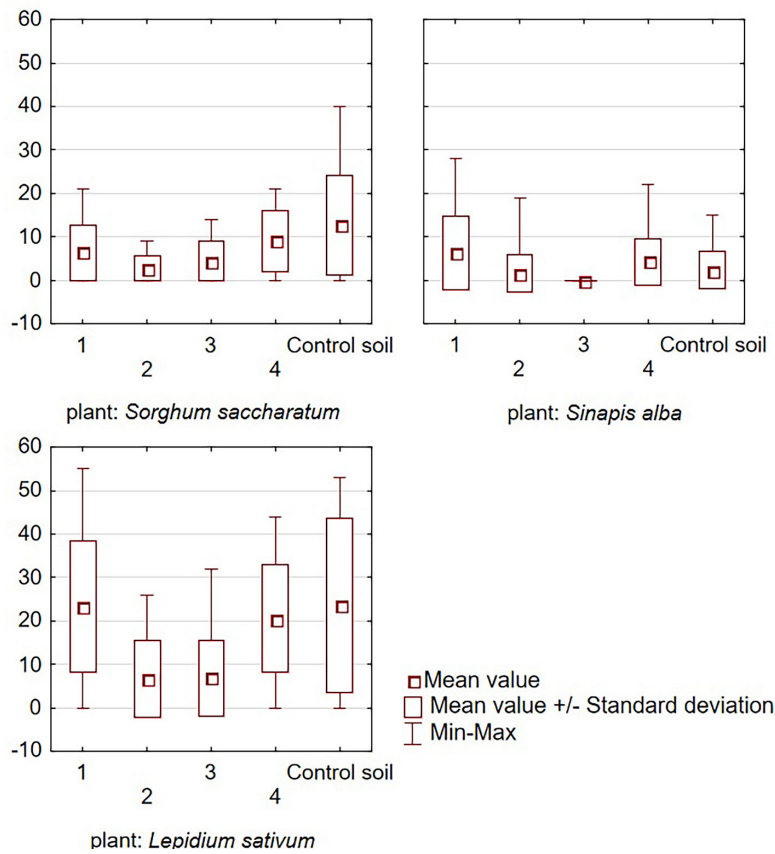 60
50
40
30
20
10
0
-10
1 3 Control soil
2 4
plant: Sorghum saccharatum
1 3 Control soil
2 4
plant: Sinapis alba
60
50
40
30
20
10
0
-10
1 3 Control soil
2 4
plant: Lepidium sativum
Mean value
Mean value +/- Standard deviation
Min-Max